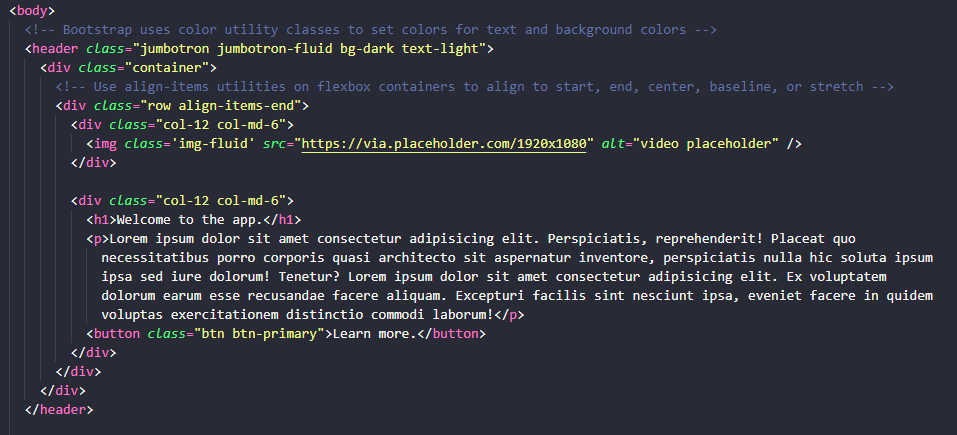 <body>
<!-- Bootstrap uses color utility classes to set colors for text and background colors -->
<header class="jumbotron jumbotron-fluid bg-dark text-light">
<div class="container">
<!-- Use align-items utilities on flexbox containers to align to start, end, center, baseline, or stretch -->
<div class="row align-items-end">
<div class="col-12 col-md-6">
<img class='img-fluid' src="https://via.placeholder.com/1920x1080" alt="video placeholder" />
</div>
<div class="col-12 col-md-6">
<h1>Welcome to the app.</h1>
<p>Lorem ipsum dolor sit amet consectetur adipisicing elit. Perspiciatis, reprehenderit! Placeat quo
necessitatibus porro corporis quasi architecto sit aspernatur inventore, perspiciatis nulla hic soluta ipsum
ipsa sed iure dolorum! Tenetur? Lorem ipsum dolor sit amet consectetur adipisicing elit. Ex voluptatem
dolorum earum esse recusandae facere aliquam. Excepturi facilis sint nesciunt ipsa, eveniet facere in quidem
voluptas exercitationem distinctio commodi laborum!</p>
<button class="btn btn-primary">Learn more.</button>
</div>
</div>
</div>
</header>